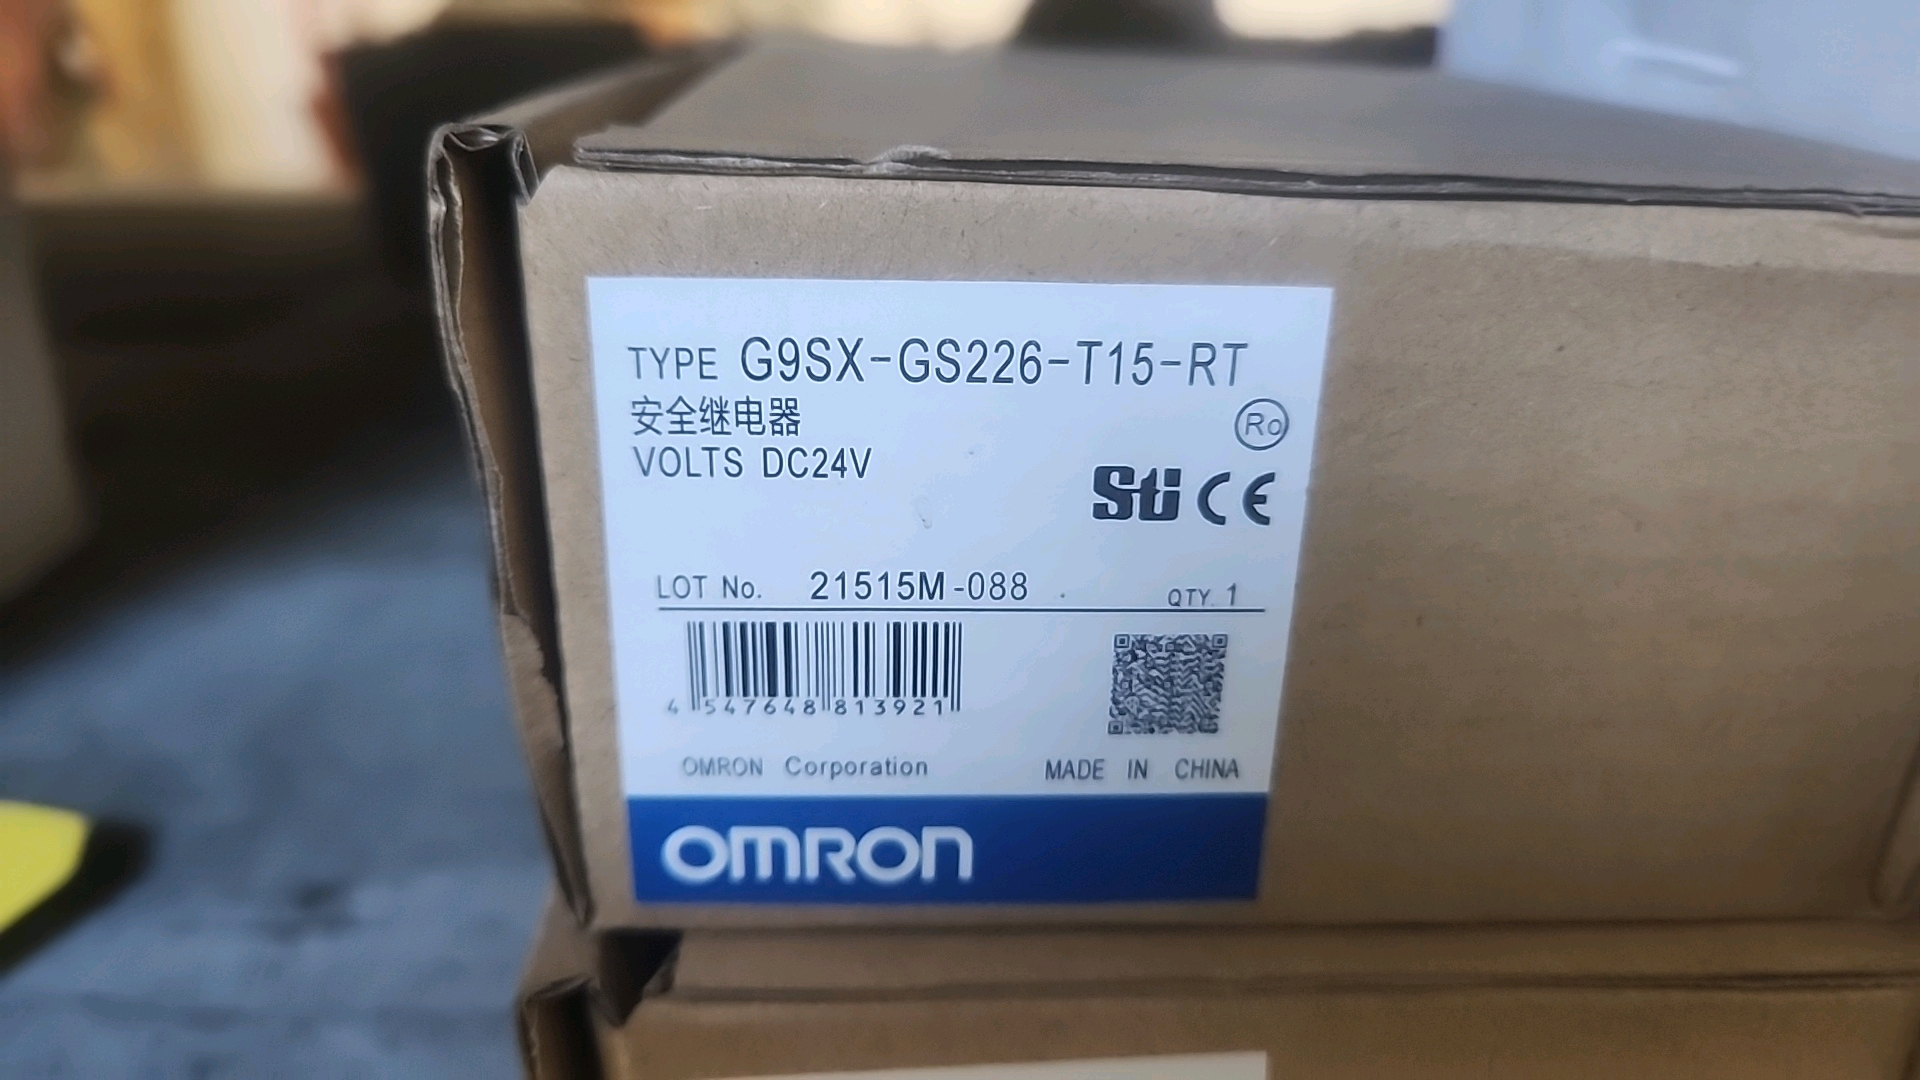 TYPE G9SX-GS226-T15-RT
安全继电器
Ro
VOLTS DC24V
Sti CE
LOT No. 21515M-088
QTY. 1
4 547648 813921
OMRON Corporation
MADE IN CHINA
OMRON